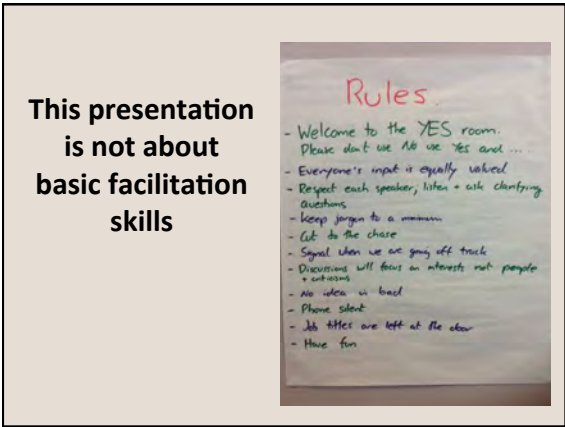 This presentation
is not about
basic facilitation
skills
Rules.
- Welcome to the YES room.
Please don't use No use Yes and ....
- Everyone's input is equally valued
- Respect each speaker, listen + ask clarifying
questions
- Keep jargon to a minimum
- Cut to the chase
- Signal when we are going off track
- Discussions will focus on interests not people
+ criticisms
- No idea is bad
- Phone silent
- Job titles are left at the door
- Have fun